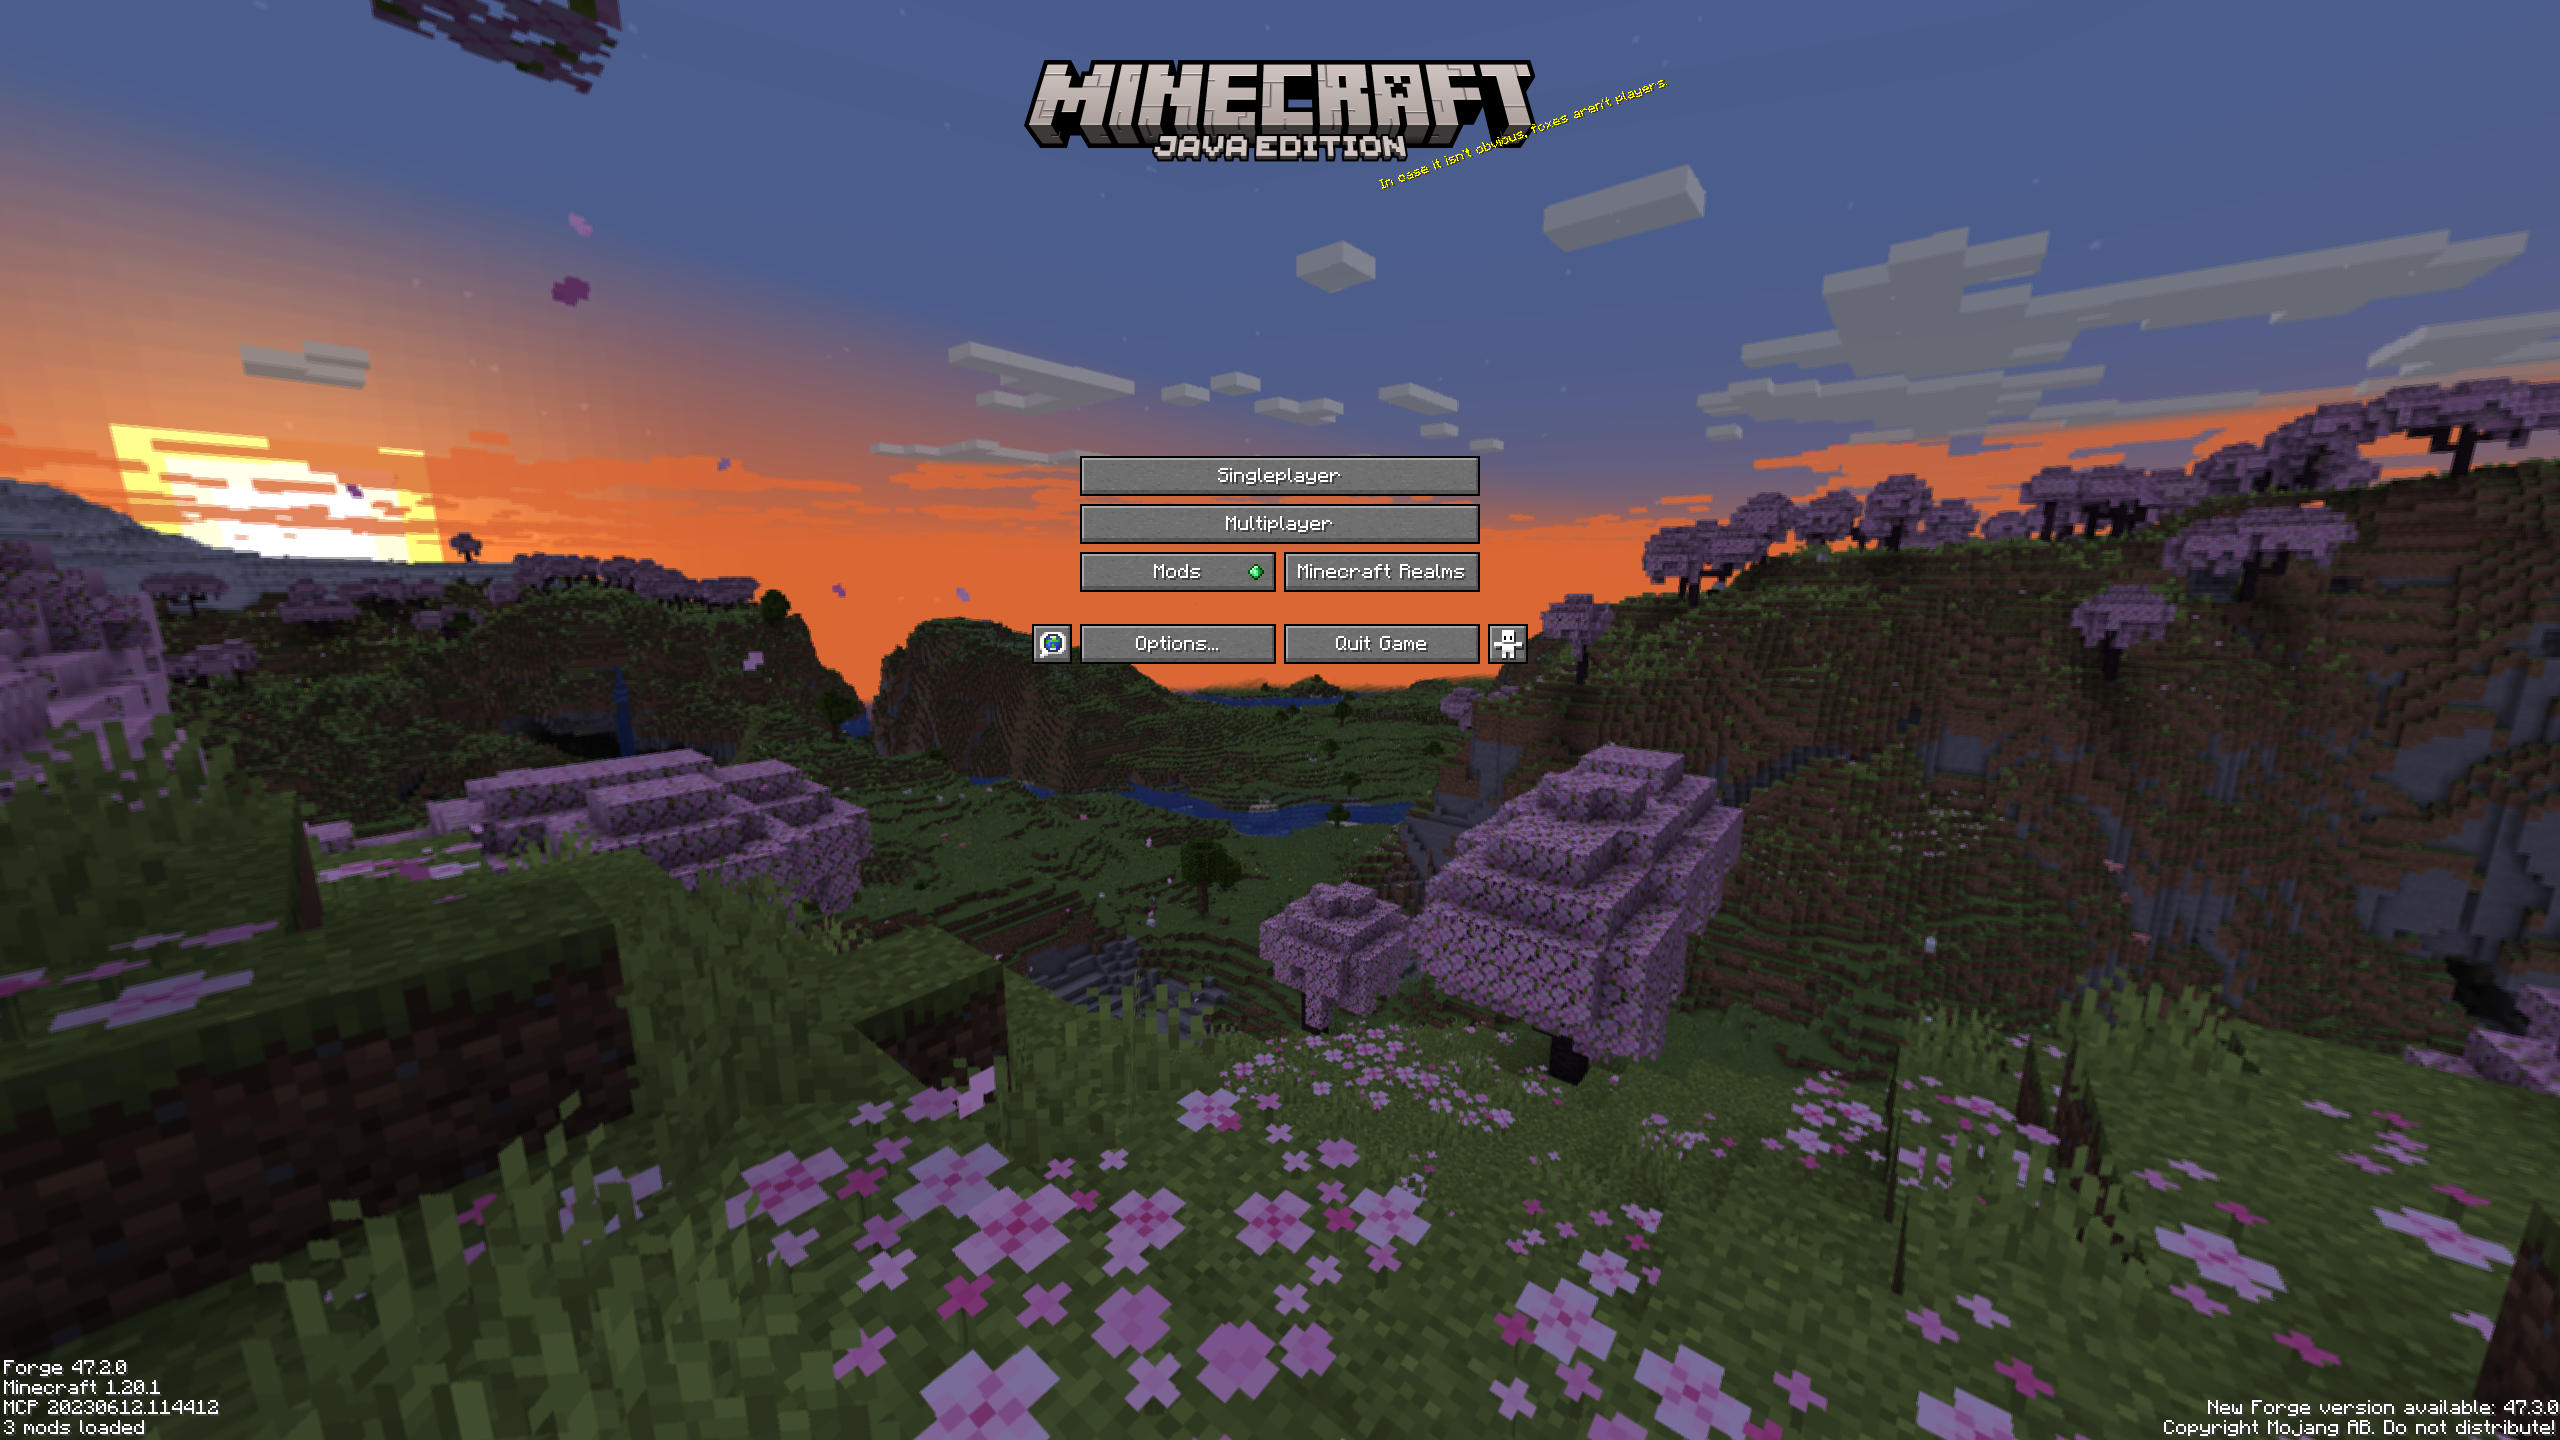 MINECRAFT
JAVA EDITION
In case it isn't obvious, foxes aren't players.
Singleplayer
Multiplayer
Mods
Minecraft Realms
Options...
Quit Game
Forge 47.2.0
Minecraft 1.20.1
MCP 20230612.114412
3 mods loaded
New Forge version available: 47.3.0
Copyright Mojang AB. Do not distribute!